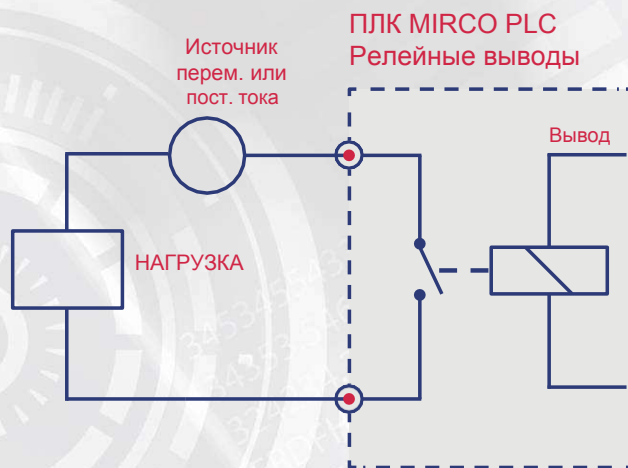 ПЛК MIRCO PLC
Релейные выводы
Источник
перем. или
пост. тока
Вывод
НАГРУЗКА